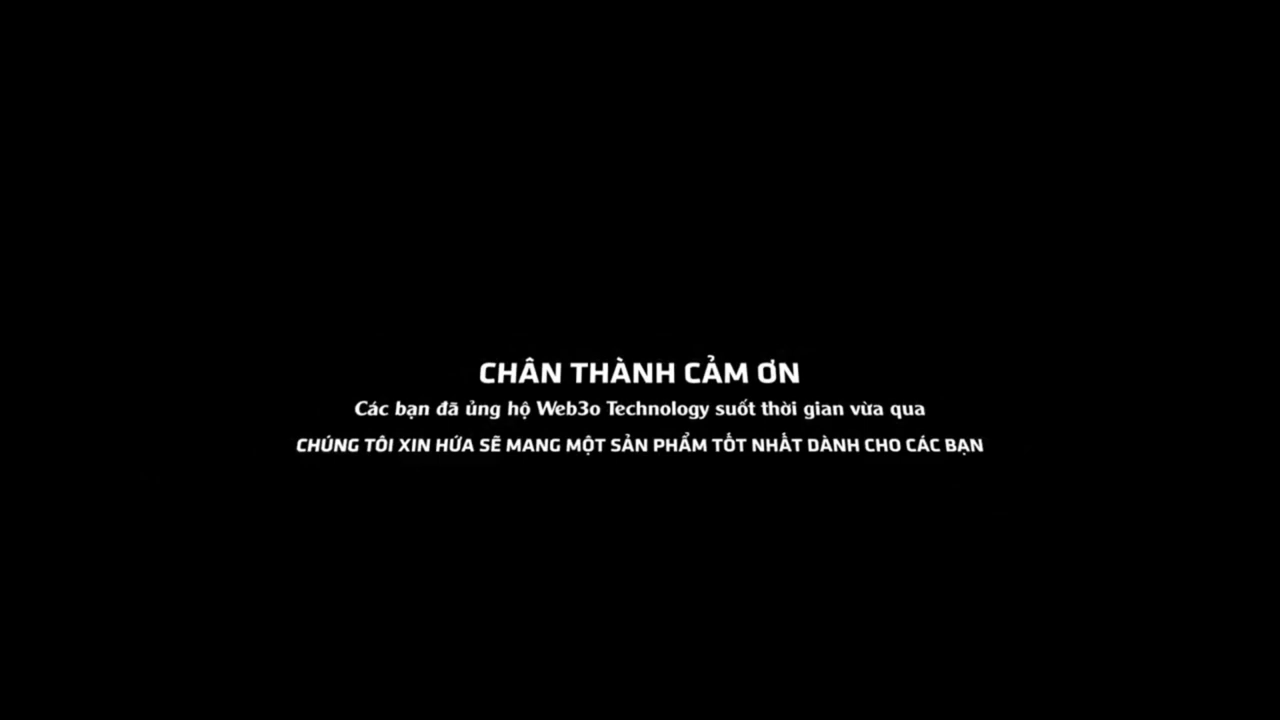 CHÂN THÀNH CẢM ƠN
Các bạn đã ủng hộ Web3o Technology suốt thời gian vừa qua
CHÚNG TÔI XIN HỨA SẼ MANG MỘT SẢN PHẨM TỐT NHẤT DÀNH CHO CÁC BẠN